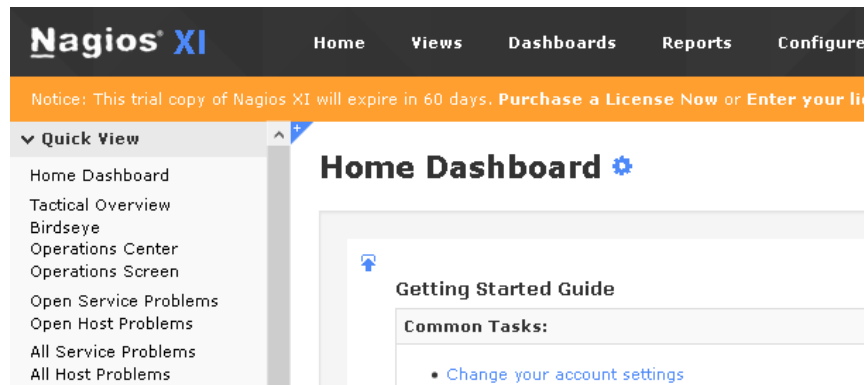 Nagios® XI
Home Views Dashboards Reports Configure
Notice: This trial copy of Nagios XI will expire in 60 days. Purchase a License Now or Enter your
Quick View
Home Dashboard
Tactical Overview
Birdseye
Operations Center
Operations Screen
Open Service Problems
Open Host Problems
All Service Problems
All Host Problems
Home Dashboard
Getting Started Guide
Common Tasks:
• Change your account settings